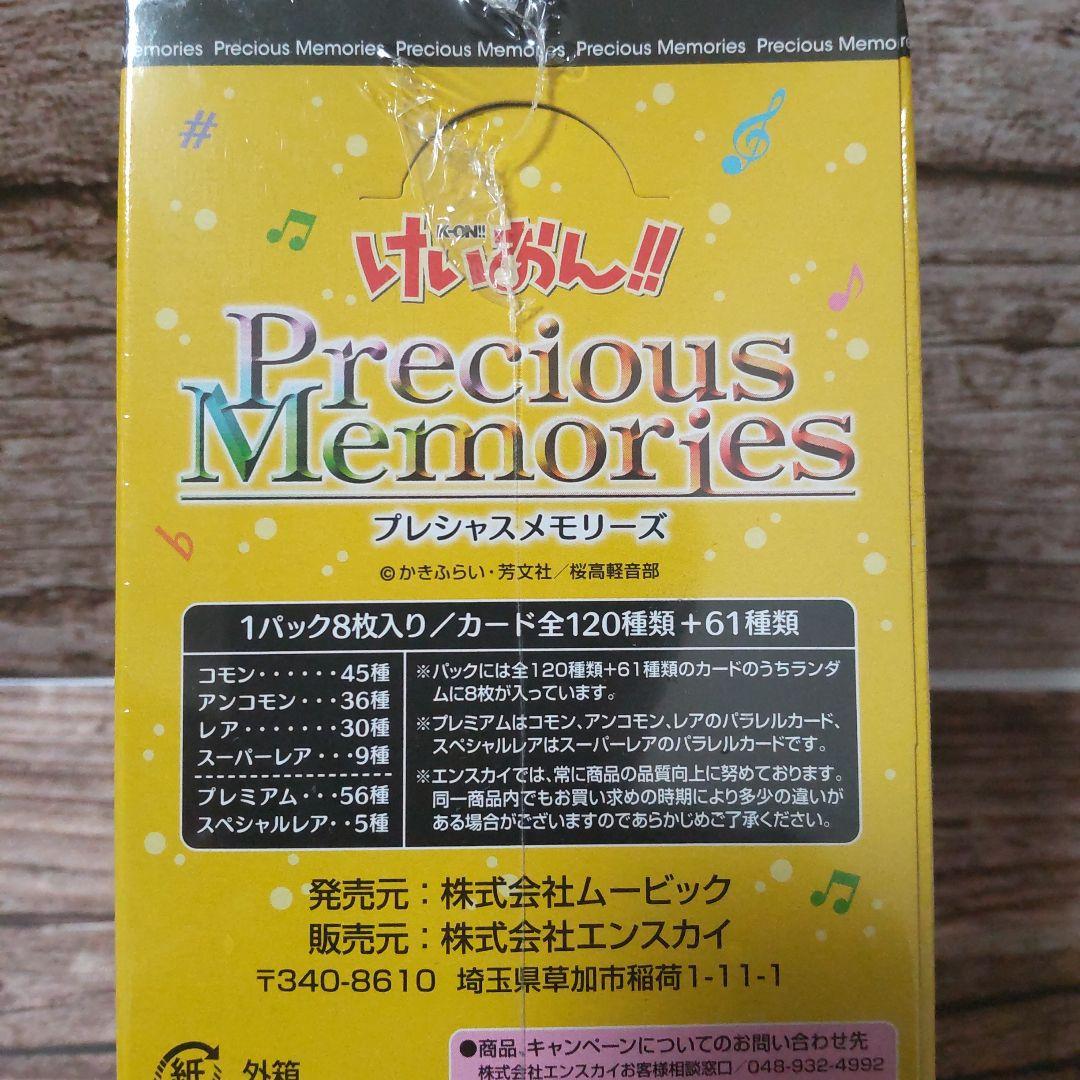 emories Precious Memories Precious Memories Precious Memories Precious Memore
K-ON!!
けいおん!!
Precious
Memories
プレシャスメモリーズ
©かきふらい・芳文社/桜高軽音部
1パック8枚入り/カード全120種類+61種類
コモン・・・・・・45種
アンコモン・・・36種
レア・・・・・・・30種
スーパーレア・・・9種
プレミアム・・・56種
スペシャルレア・・5種
※パックには全120種類+61種類のカードのうちランダ
ムに8枚が入っています。
※プレミアムはコモン、アンコモン、レアのパラレルカード、
スペシャルレアはスーパーレアのパラレルカードです。
※エンスカイでは、常に商品の品質向上に努めております。
同一商品内でもお買い求めの時期により多少の違いが
ある場合がございますのであらかじめご了承ください。
発売元:株式会社ムービック
販売元:株式会社エンスカイ
〒340-8610 埼玉県草加市稲荷1-11-1
紙 外箱
●商品、キャンペーンについてのお問い合わせ先
株式会社エンスカイお客様相談窓口/048-932-4992